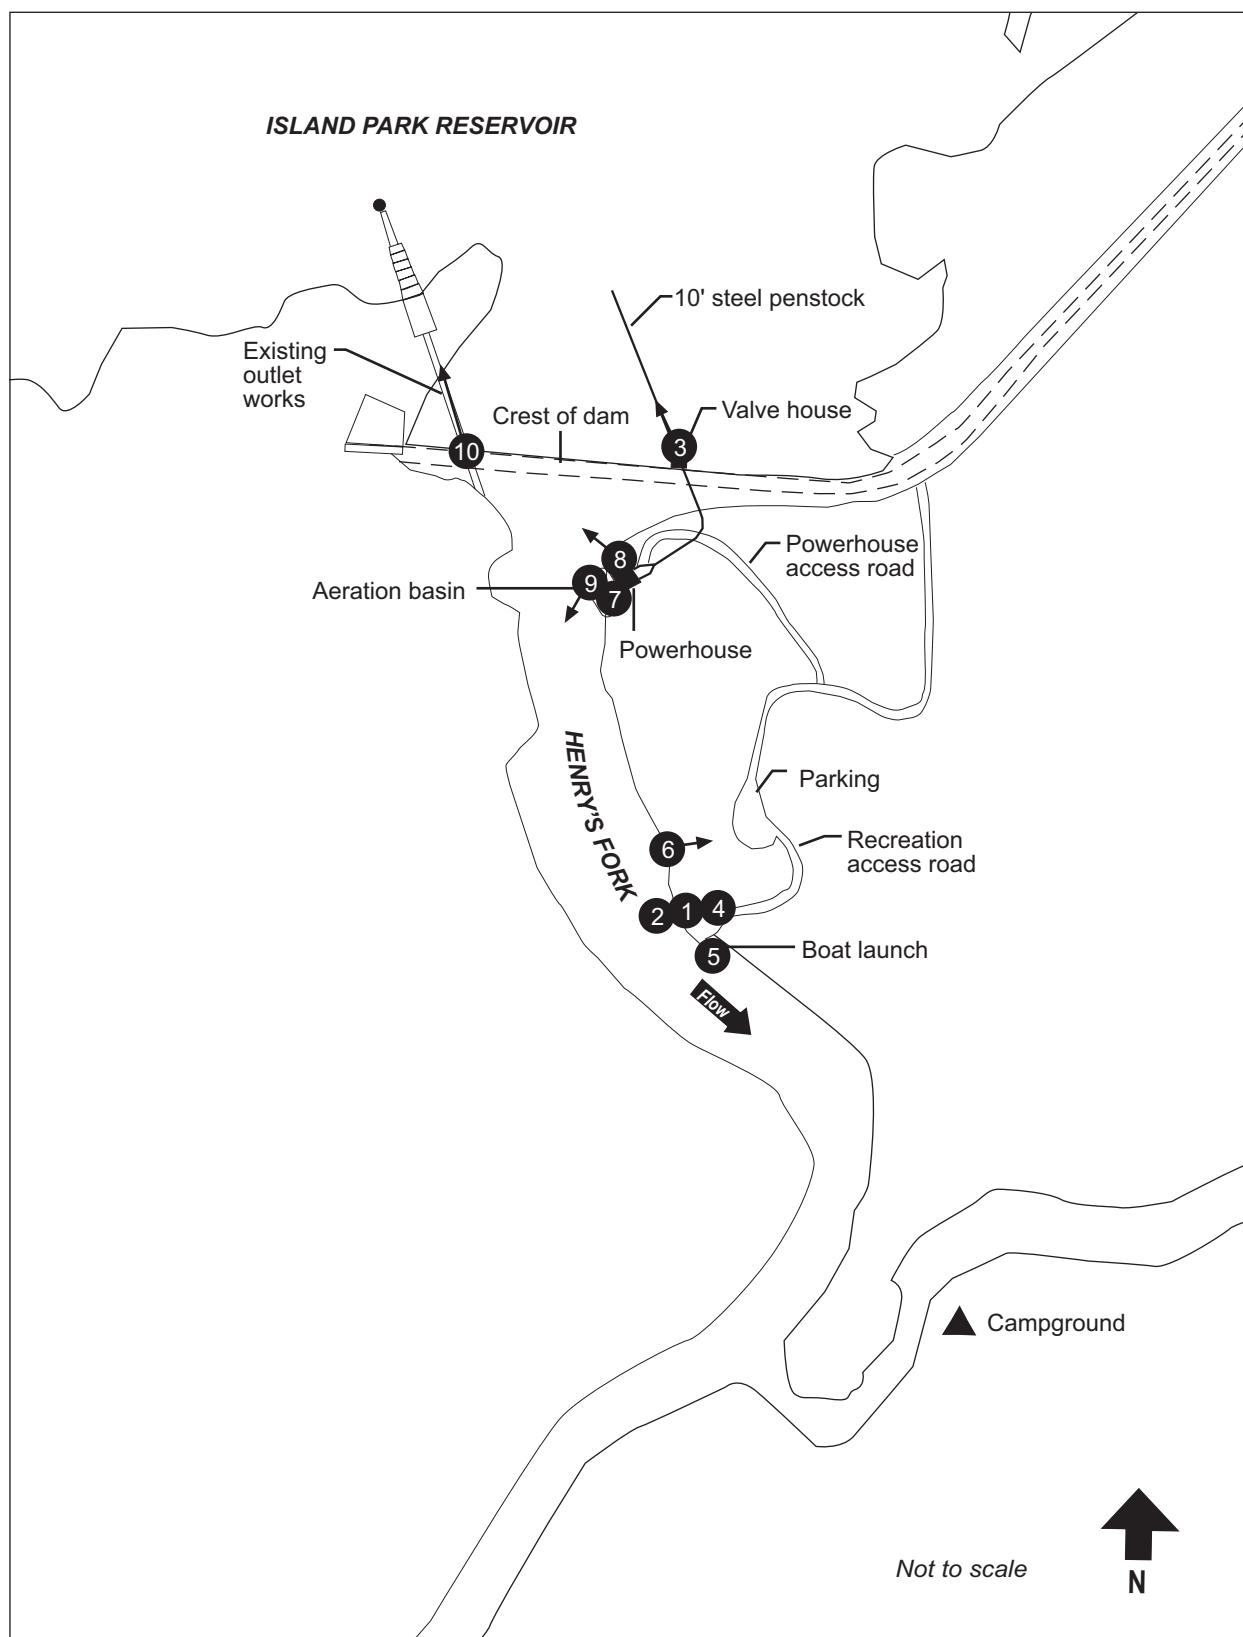 ISLAND PARK RESERVOIR
10' steel penstock
Existing
outlet
works
Crest of dam
Valve house
3
10
Powerhouse
access road
8
9
7
Aeration basin
Powerhouse
HENRY'S FORK
Parking
Recreation
access road
6
2
1
4
5
Boat launch
Flow
Campground
Not to scale
N